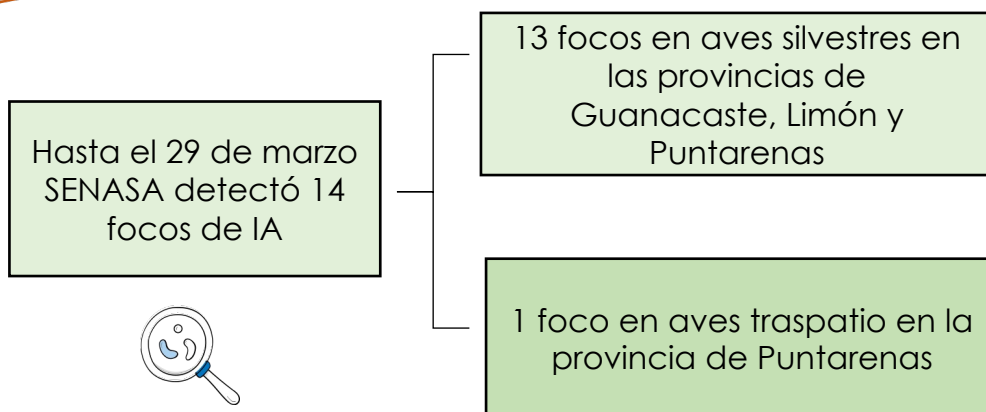 Hasta el 29 de marzo
SENASA detectó 14
focos de IA
13 focos en aves silvestres en
las provincias de
Guanacaste, Limón y
Puntarenas
1 foco en aves traspatio en la
provincia de Puntarenas